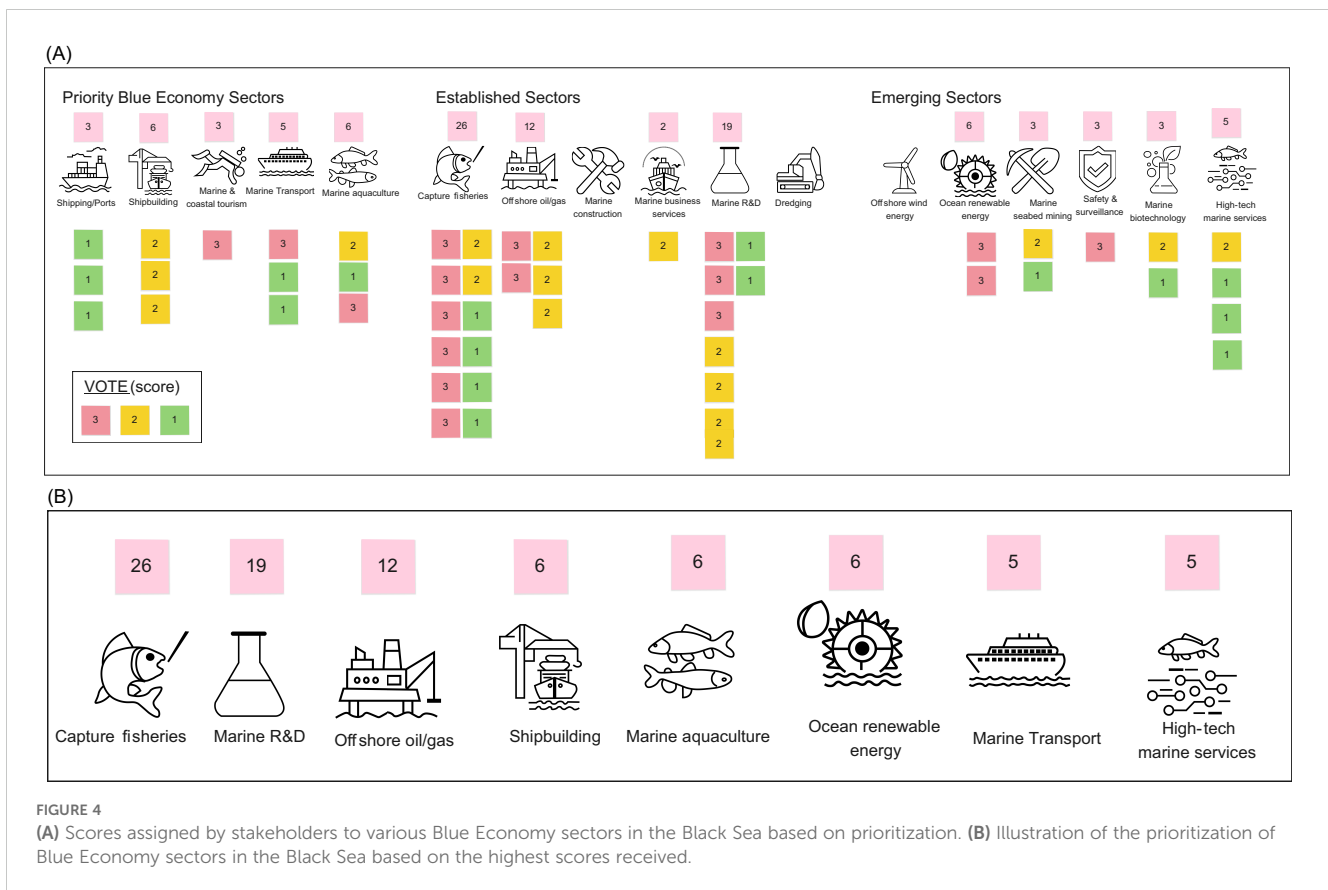 (A)
Priority Blue Economy Sectors
Established Sectors
Emerging Sectors
3 6 3 5 6 26 12 2 19 6 3 3 3 5
Shipping/Ports
Shipbuilding
Marine &
coastal tourism
Marine Transport
Marine aquaculture
Capture fisheries
Offshore oil/gas
Marine
construction
Marine business
services
Marine R&D
Dredging
Offshore wind
energy
Ocean renewable
energy
Marine
seabed mining
Safety &
surveillance
Marine
biotechnology
High-tech
marine services
1 2 3 3 2 3 2 3 2 2 3 1 3 2 3 2 2
1 2 1 1 3 2 3 2 3 1 3 1 1 1
1 2 1 3 3 1 2 3 1
3 1 2 1
3 1 2
3 1 2
2
VOTE (score)
3 2 1
(B)
26 19 12 6 6 6 5 5
Capture fisheries
Marine R&D
Offshore oil/gas
Shipbuilding
Marine aquaculture
Ocean renewable
energy
Marine Transport
High-tech
marine services
FIGURE 4
(A) Scores assigned by stakeholders to various Blue Economy sectors in the Black Sea based on prioritization. (B) Illustration of the prioritization of
Blue Economy sectors in the Black Sea based on the highest scores received.